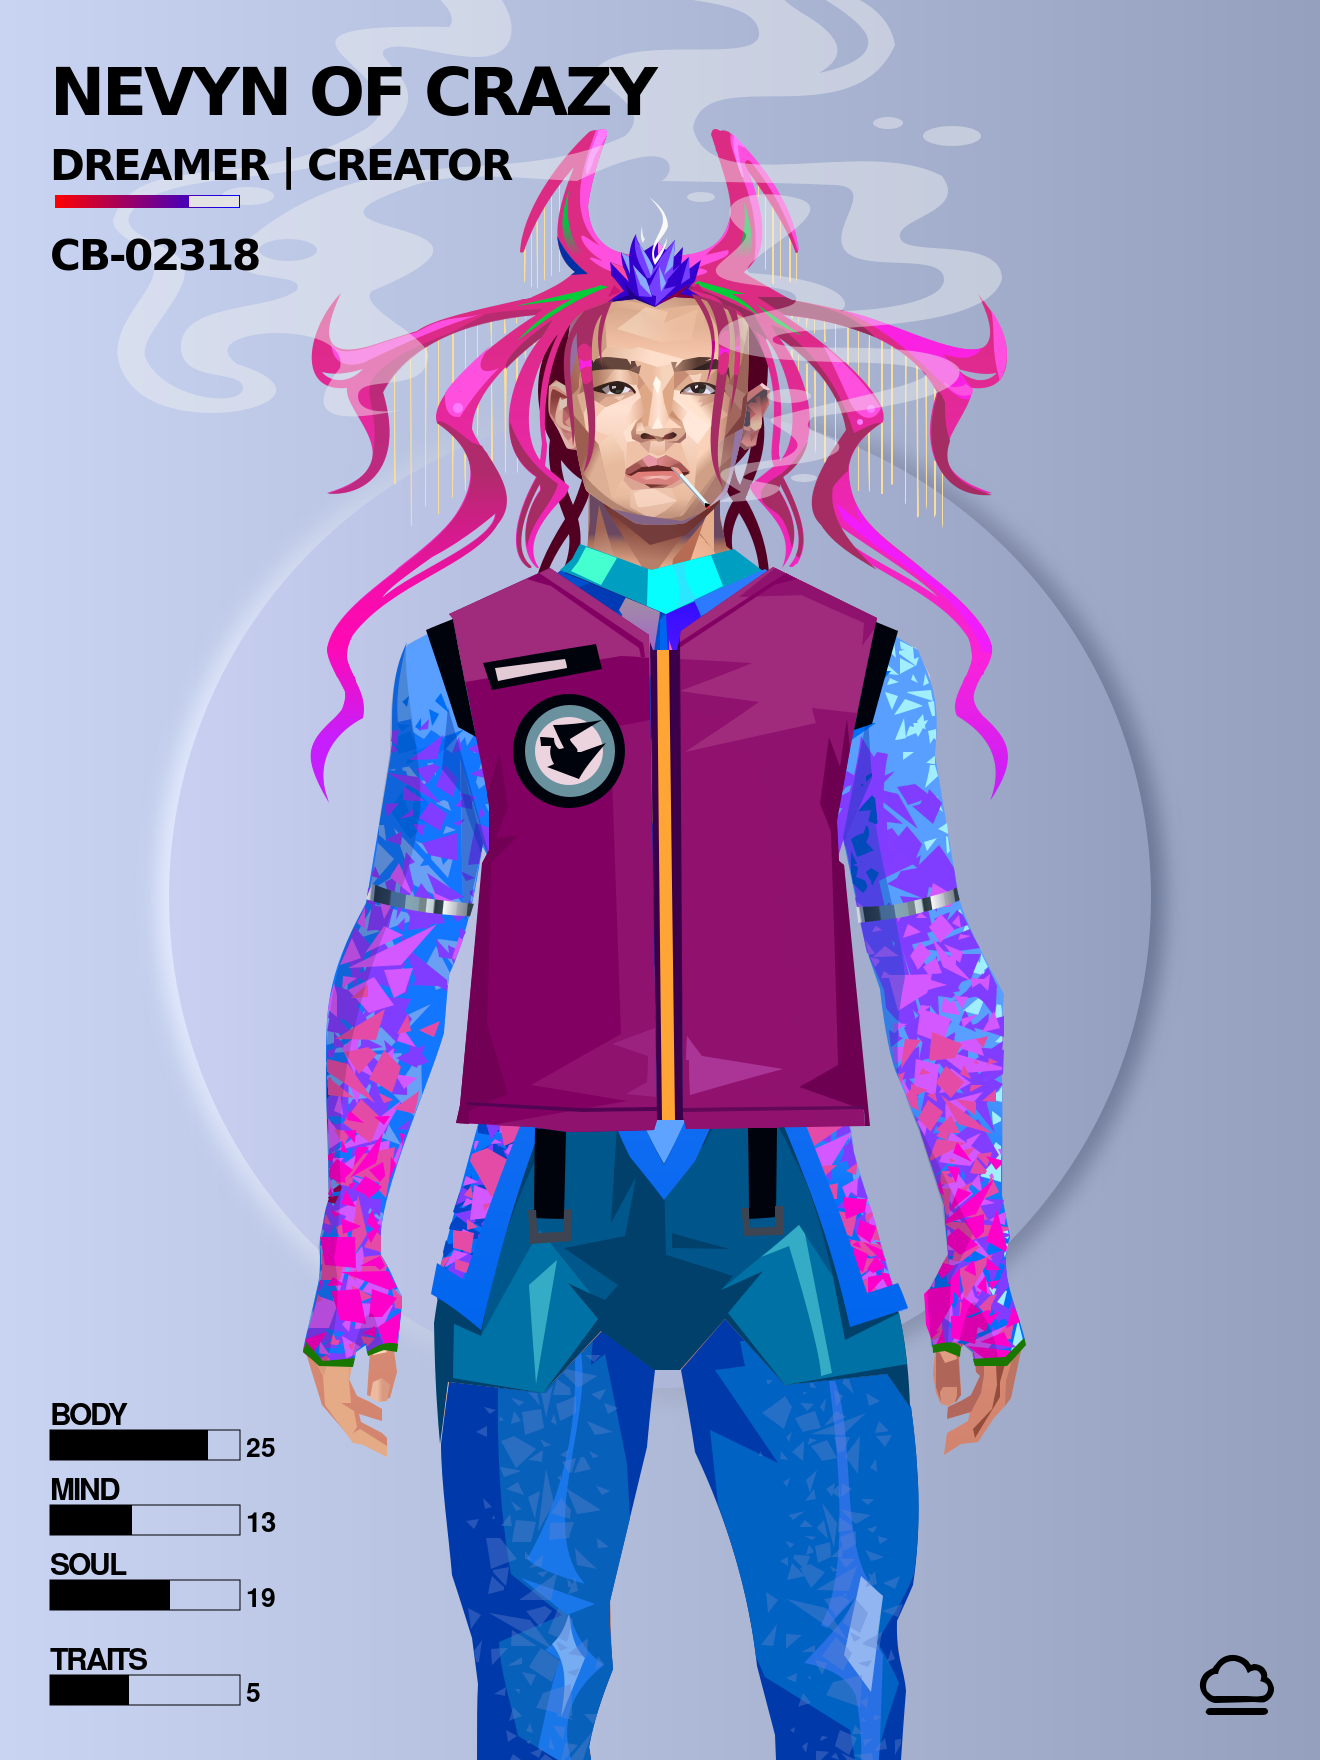 NEVYN OF CRAZY
DREAMER | CREATOR
CB-02318
BODY
25
MIND
13
SOUL
19
TRAITS
5